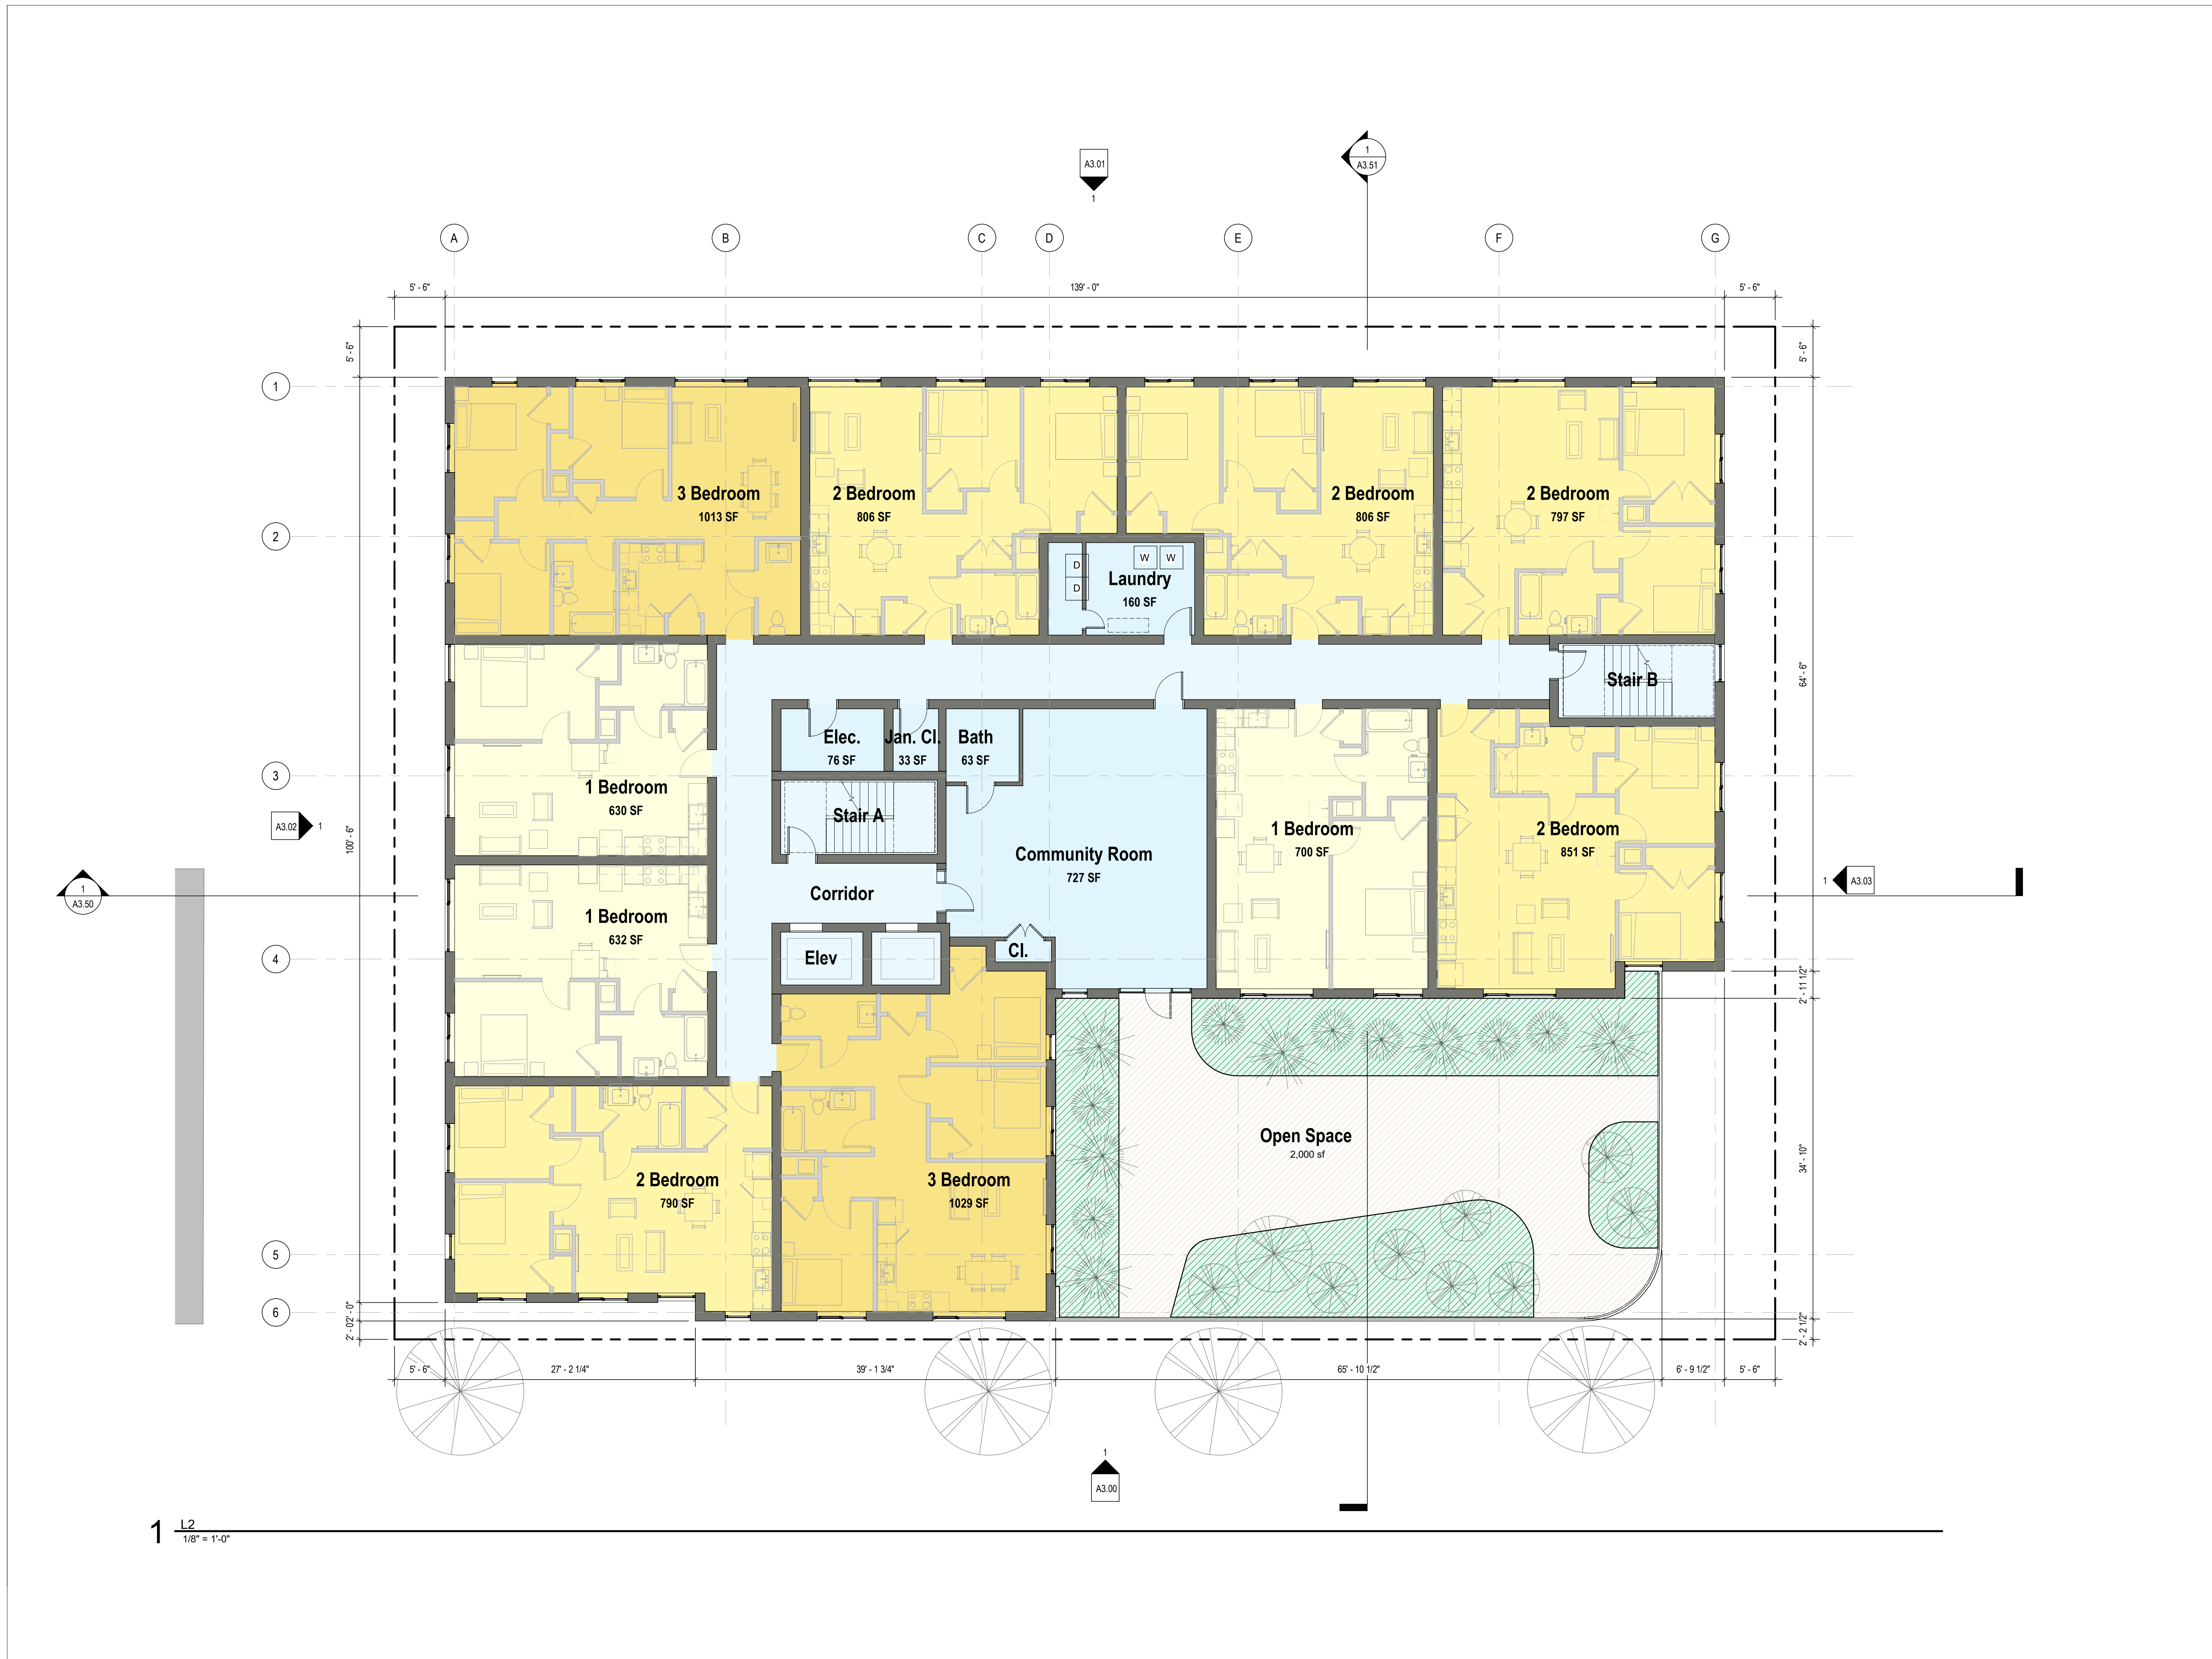 A3.01
1
1
A3.51
A
B
C
D
E
F
G
5' - 6"
139' - 0"
5' - 6"
5' - 6"
5' - 6"
1
3 Bedroom
1013 SF
2 Bedroom
806 SF
2 Bedroom
806 SF
2 Bedroom
797 SF
2
W
W
D
D
Laundry
160 SF
64' - 6"
Stair B
Elec.
76 SF
Jan. Cl.
33 SF
Bath
63 SF
3
1 Bedroom
630 SF
Stair A
A3.02
1
100' - 6"
1 Bedroom
700 SF
2 Bedroom
851 SF
Community Room
727 SF
1
A3.50
Corridor
1
A3.03
1 Bedroom
632 SF
4
Elev
Cl.
2' - 11 1/2"
Open Space
2,000 sf
34' - 10"
2 Bedroom
790 SF
3 Bedroom
1029 SF
5
6
2' - 0"
2' - 0"
2' - 2 1/2"
5' - 6"
27' - 2 1/4"
39' - 1 3/4"
65' - 10 1/2"
6' - 9 1/2"
5' - 6"
1
A3.00
1
L2
1/8" = 1'-0"